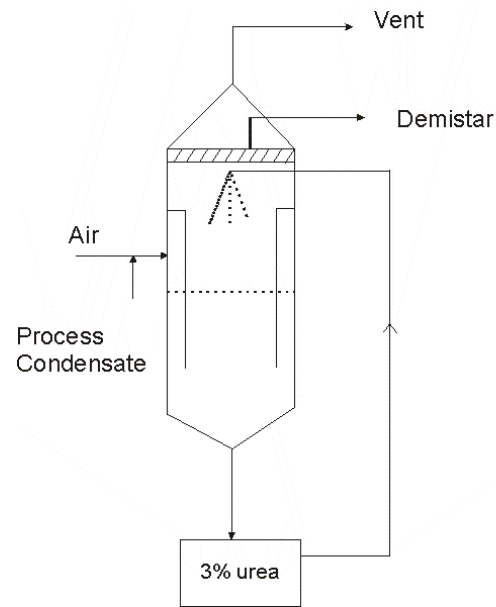 Vent
Demistar
Air
Process
Condensate
3% urea